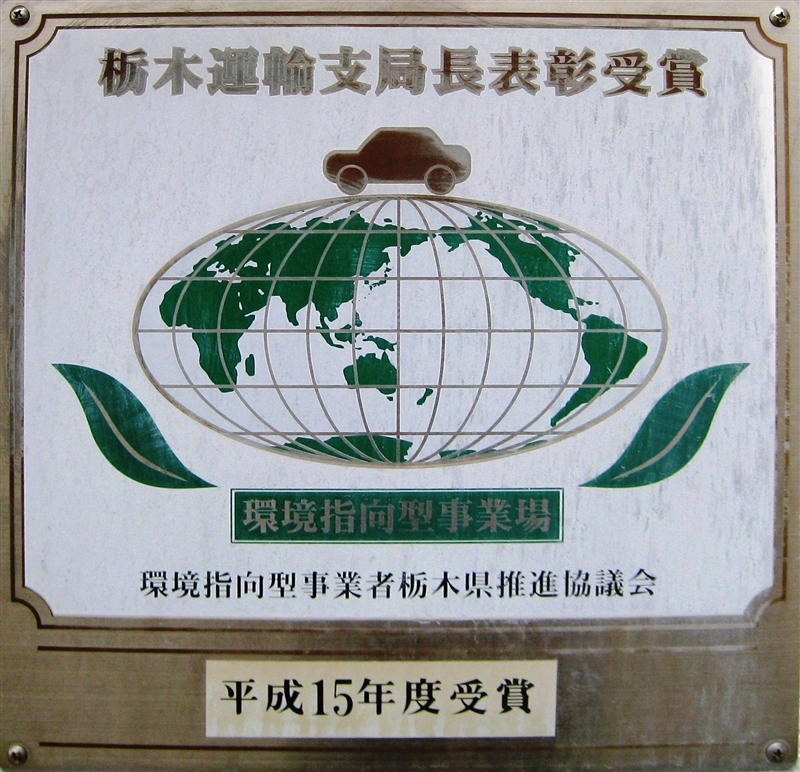 栃木運輸支局長表彰受賞
環境指向型事業場
環境指向型事業者栃木県推進協議会
平成15年度受賞